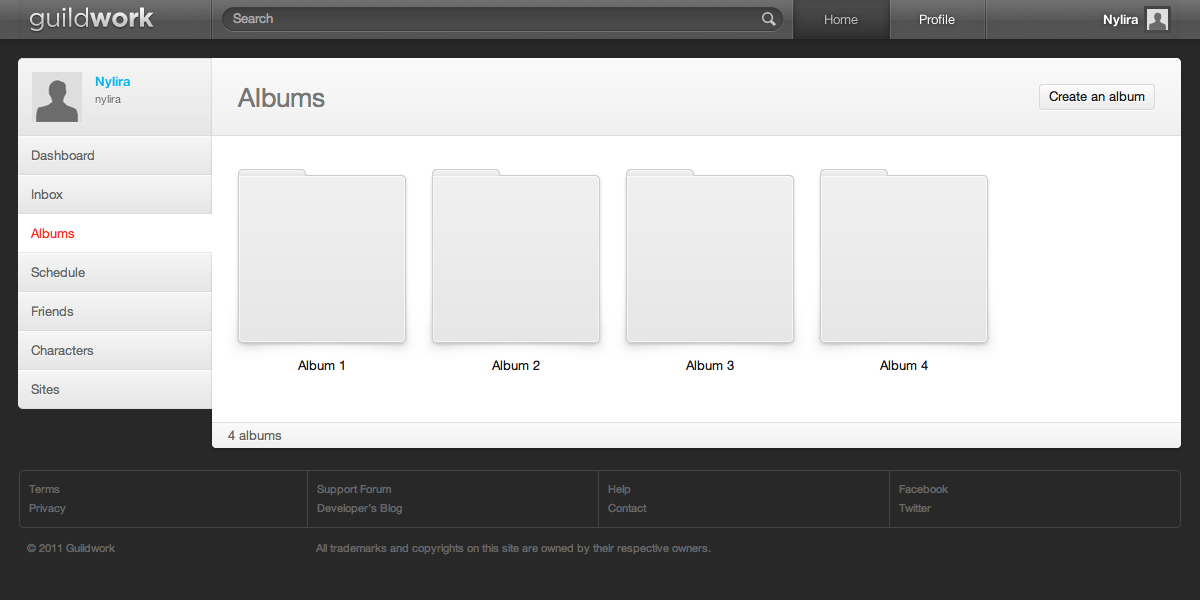 guildwork
Search
Home
Profile
Nylira
Nylira
nylira
Dashboard
Inbox
Albums
Schedule
Friends
Characters
Sites
Albums
Create an album
Album 1
Album 2
Album 3
Album 4
4 albums
Terms
Privacy
Support Forum
Developer's Blog
Help
Contact
Facebook
Twitter
© 2011 Guildwork
All trademarks and copyrights on this site are owned by their respective owners.